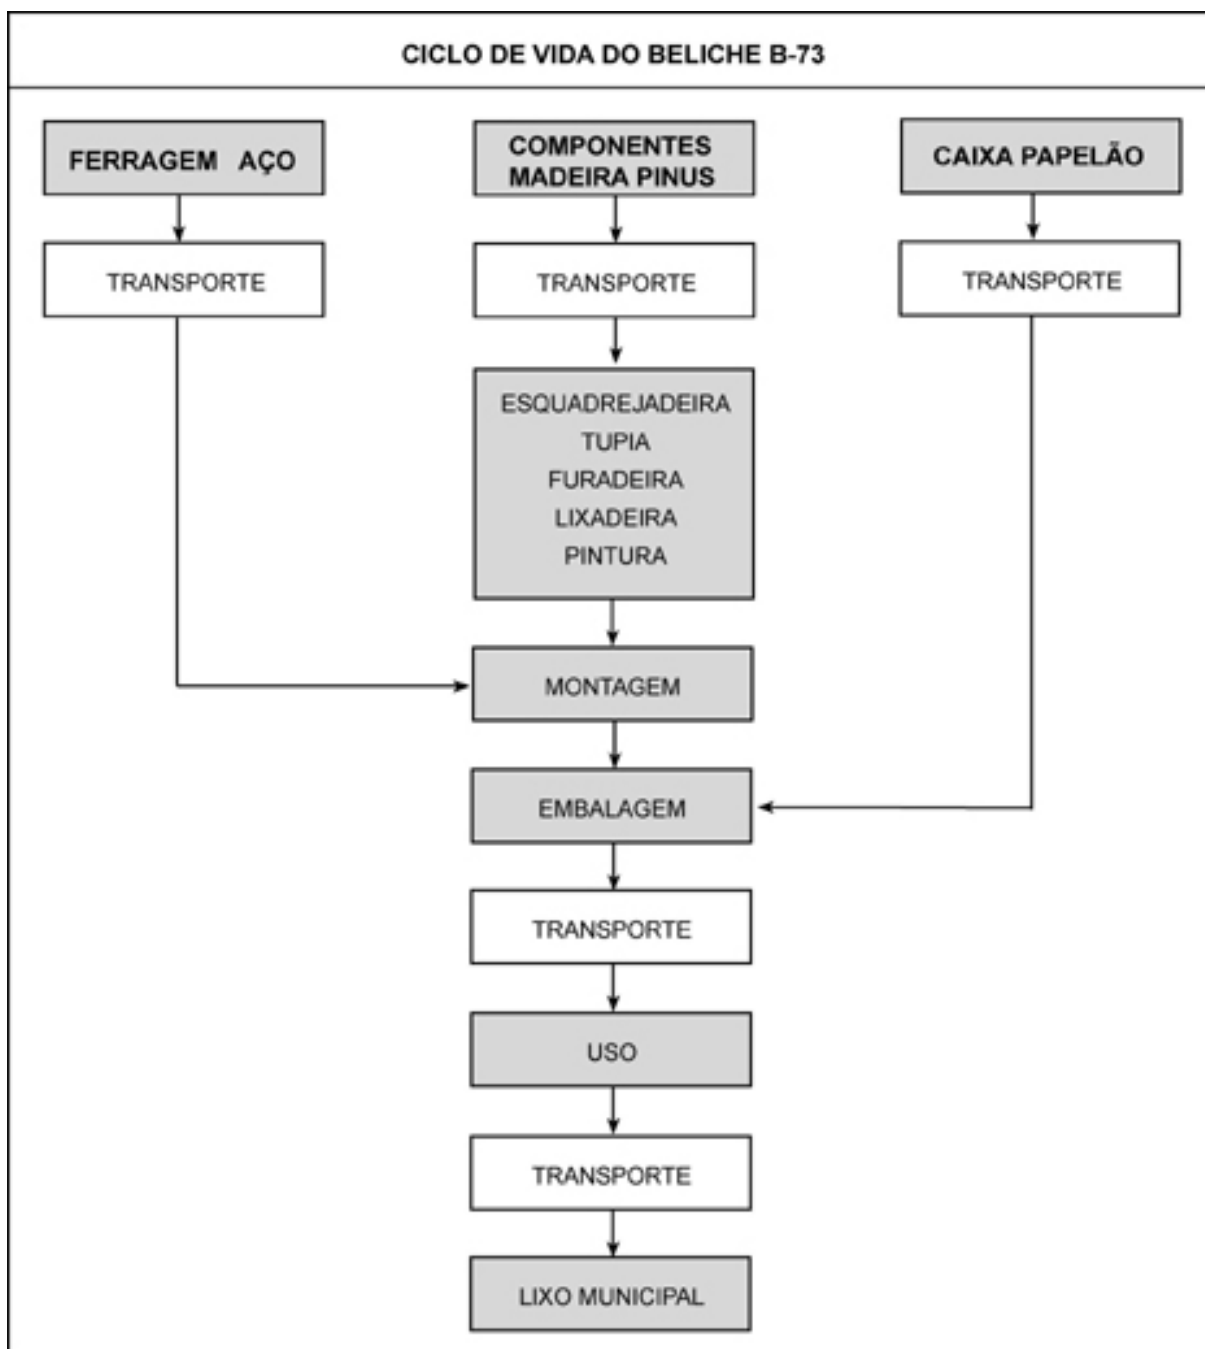 CICLO DE VIDA DO BELICHE B-73
FERRAGEM AÇO
COMPONENTES
MADEIRA PINUS
CAIXA PAPELÃO
TRANSPORTE
TRANSPORTE
TRANSPORTE
ESQUADREJADEIRA
TUPIA
FURADEIRA
LIXADEIRA
PINTURA
MONTAGEM
EMBALAGEM
TRANSPORTE
USO
TRANSPORTE
LIXO MUNICIPAL